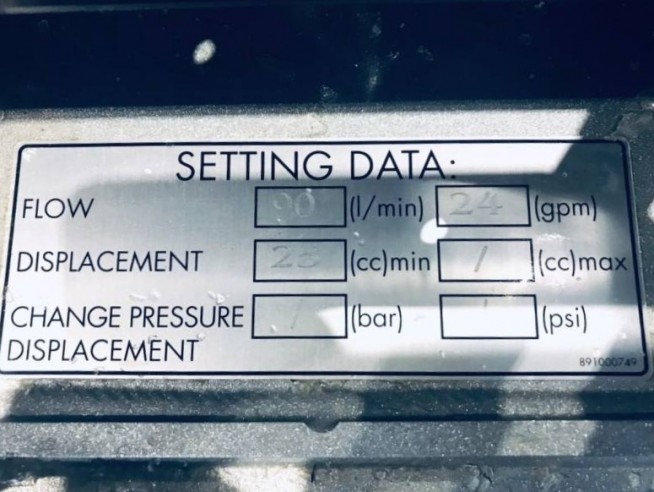 SETTING DATA:
FLOW 90 (l/min) 24 (gpm)
DISPLACEMENT (cc)min / (cc)max
CHANGE PRESSURE / (bar) / (psi)
DISPLACEMENT
891000749